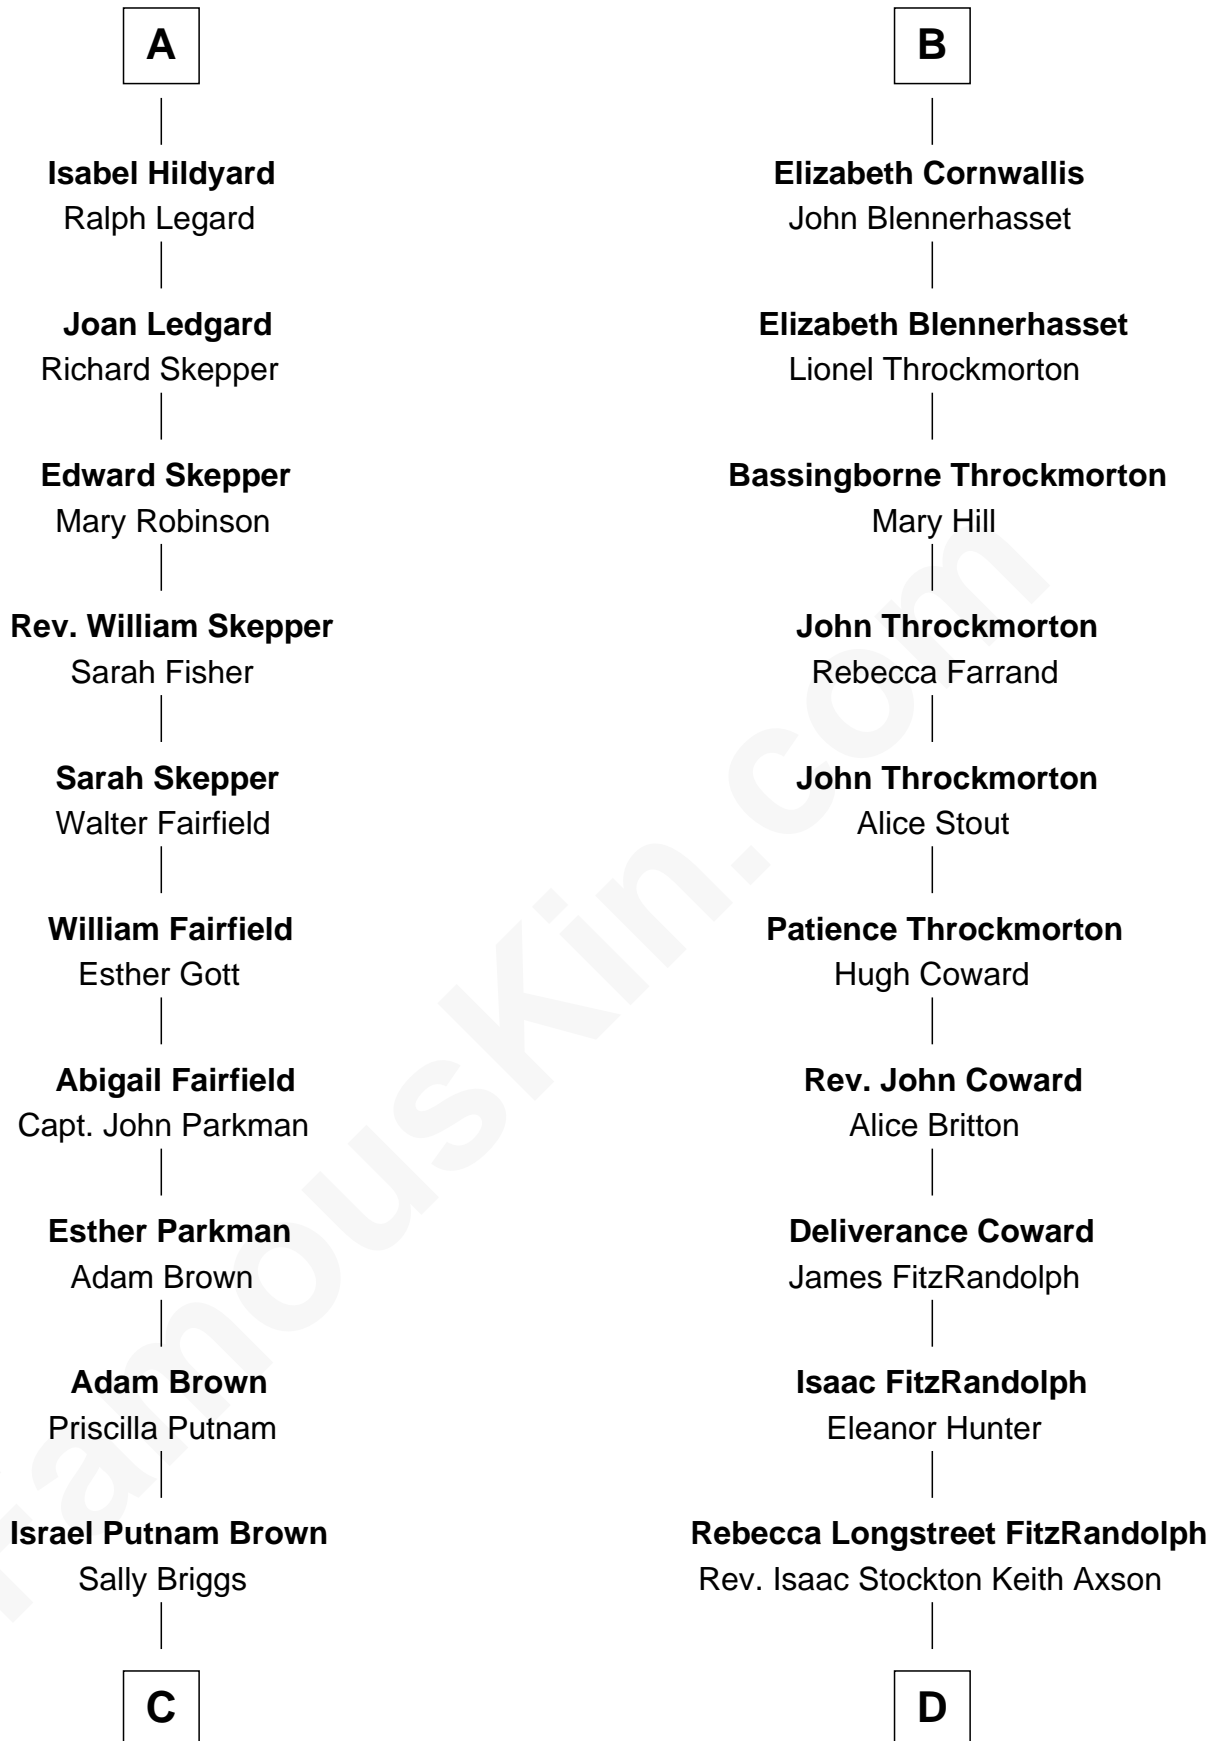 A
Isabel Hildyard
Ralph Legard
Joan Ledgard
Richard Skepper
Edward Skepper
Mary Robinson
Rev. William Skepper
Sarah Fisher
Sarah Skepper
Walter Fairfield
William Fairfield
Esther Gott
Abigail Fairfield
Capt. John Parkman
Esther Parkman
Adam Brown
Adam Brown
Priscilla Putnam
Israel Putnam Brown
Sally Briggs
C
B
Elizabeth Cornwallis
John Blennerhasset
Elizabeth Blennerhasset
Lionel Throckmorton
Bassingborne Throckmorton
Mary Hill
John Throckmorton
Rebecca Farrand
John Throckmorton
Alice Stout
Patience Throckmorton
Hugh Coward
Rev. John Coward
Alice Britton
Deliverance Coward
James FitzRandolph
Isaac FitzRandolph
Eleanor Hunter
Rebecca Longstreet FitzRandolph
Rev. Isaac Stockton Keith Axson
D
FamousKin.com